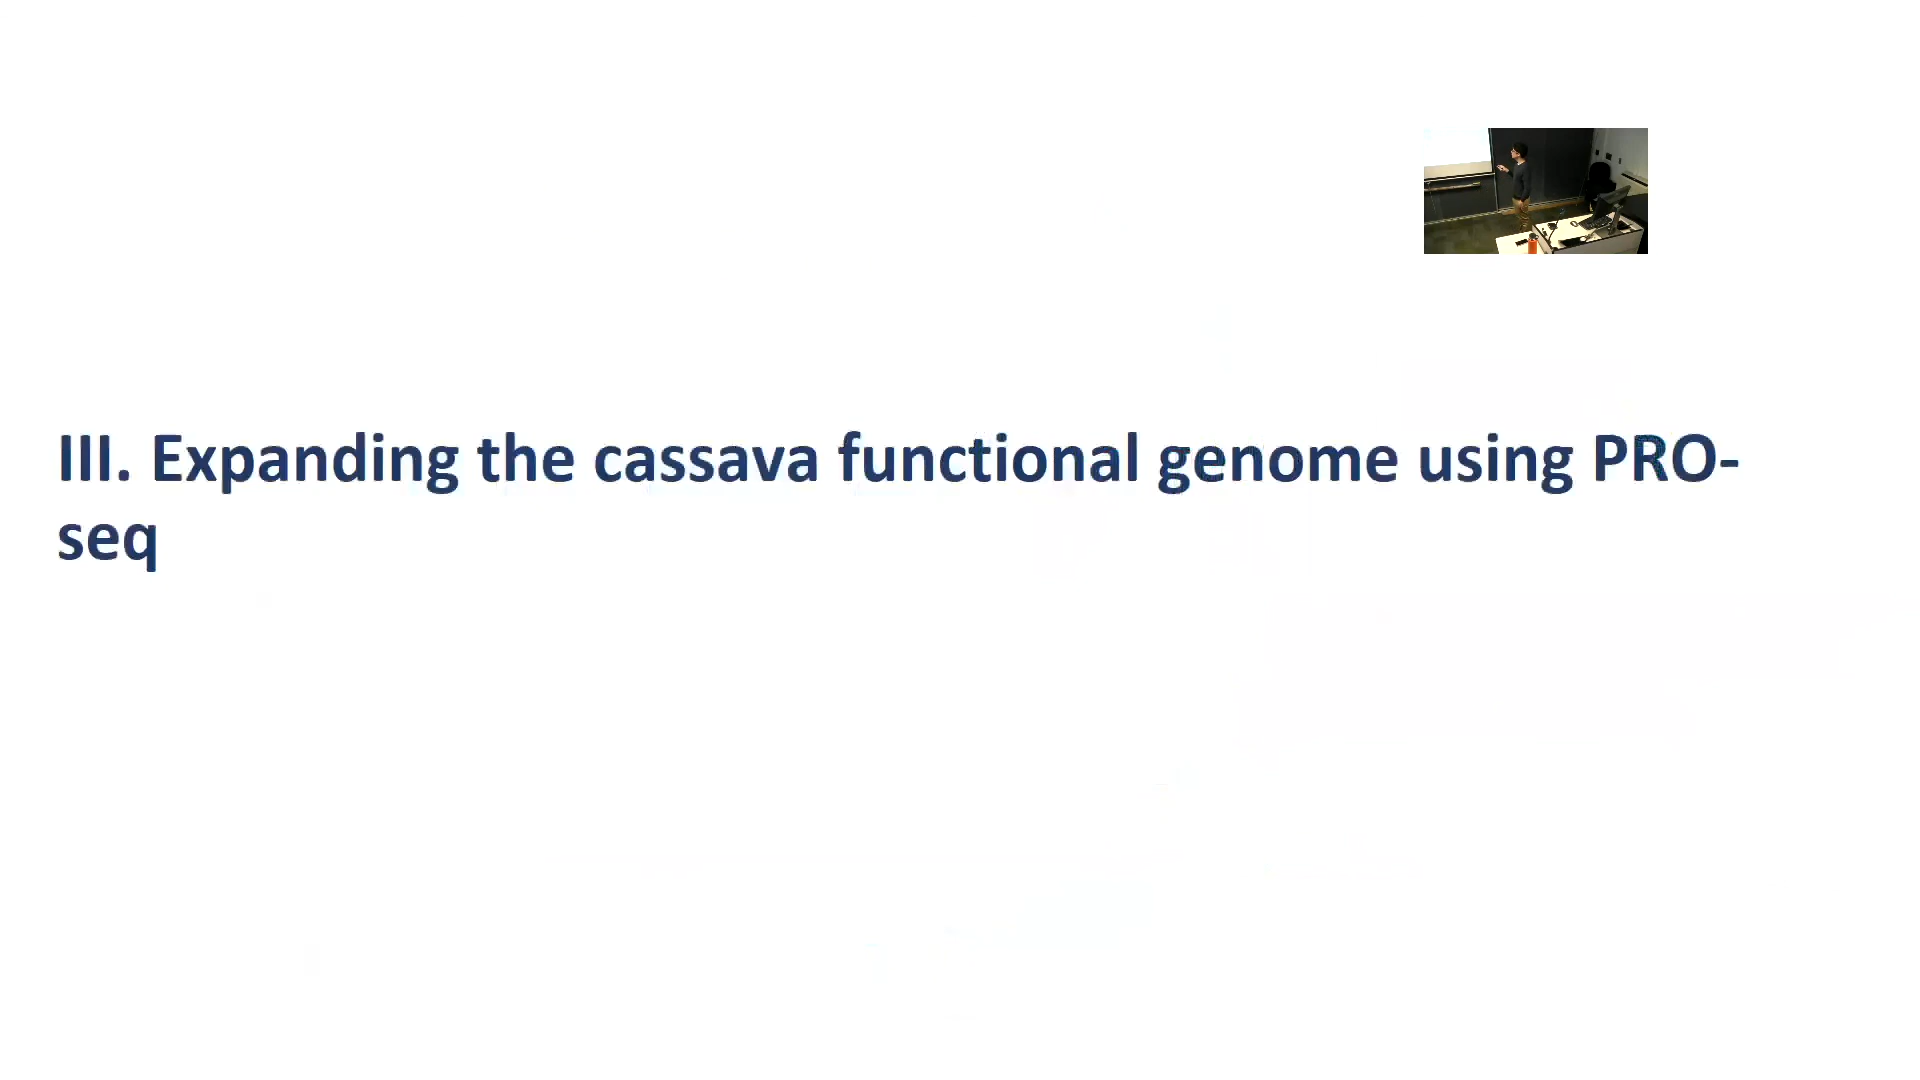 III. Expanding the cassava functional genome using PRO-
seq